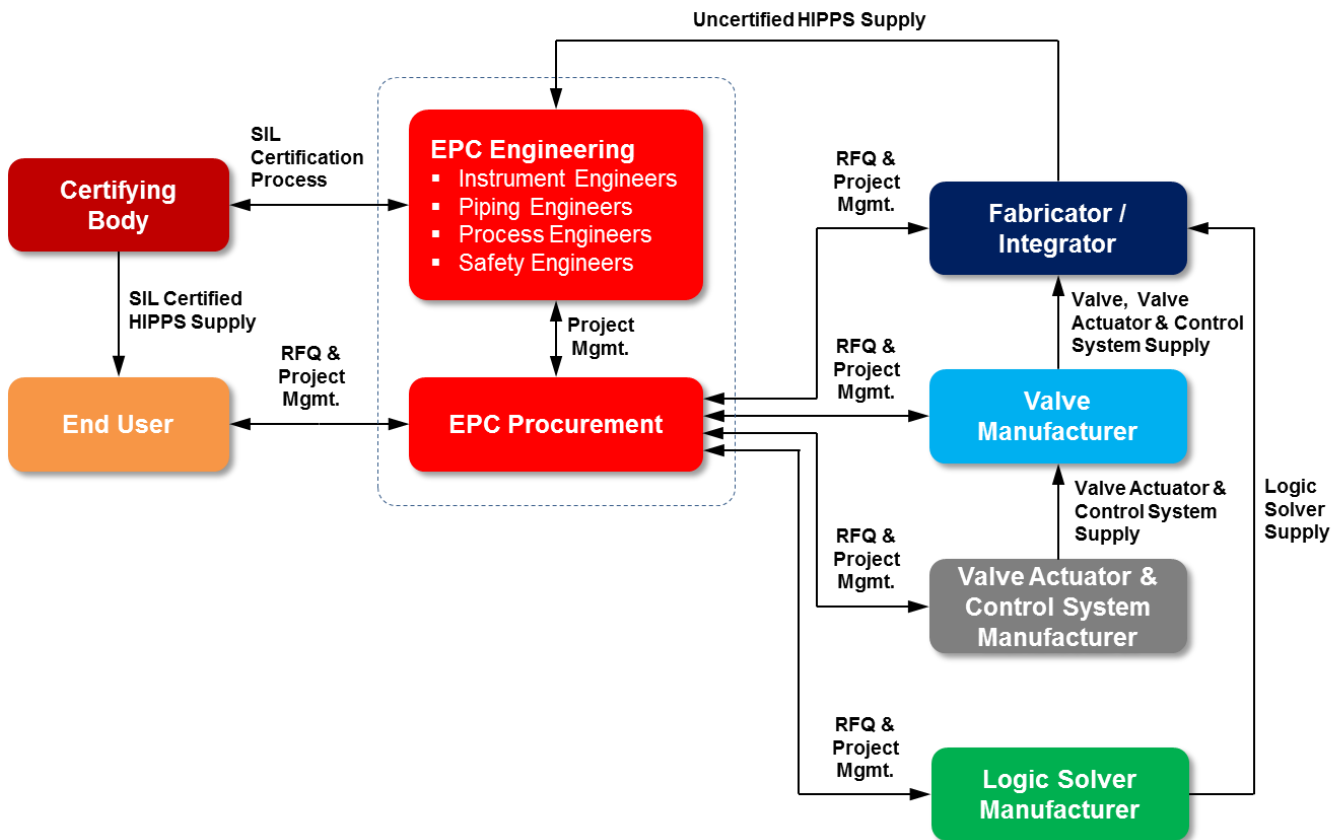 Uncertified HIPPS Supply
SIL
Certification
Process
EPC Engineering
▪ Instrument Engineers
▪ Piping Engineers
▪ Process Engineers
▪ Safety Engineers
RFQ &
Project
Mgmt.
Certifying
Body
Fabricator /
Integrator
SIL Certified
HIPPS Supply
Project
Mgmt.
Valve, Valve
Actuator & Control
System Supply
RFQ &
Project
Mgmt.
RFQ &
Project
Mgmt.
End User
EPC Procurement
Valve
Manufacturer
Valve Actuator &
Control System
Supply
Logic
Solver
Supply
RFQ &
Project
Mgmt.
Valve Actuator &
Control System
Manufacturer
RFQ &
Project
Mgmt.
Logic Solver
Manufacturer